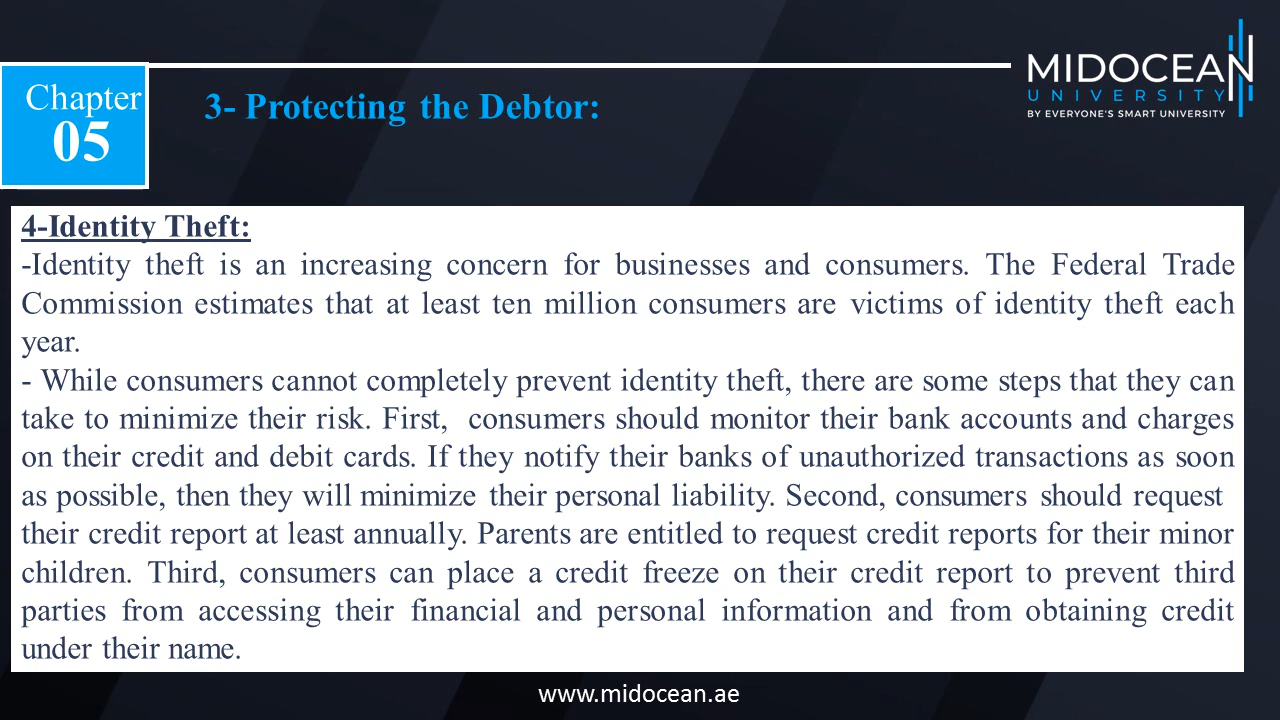 MIDOCEAN
UNIVERSITY
BY EVERYONE'S SMART UNIVERSITY
Chapter
05
3- Protecting the Debtor:
4-Identity Theft:
-Identity theft is an increasing concern for businesses and consumers. The Federal Trade
Commission estimates that at least ten million consumers are victims of identity theft each
year.
- While consumers cannot completely prevent identity theft, there are some steps that they can
take to minimize their risk. First, consumers should monitor their bank accounts and charges
on their credit and debit cards. If they notify their banks of unauthorized transactions as soon
as possible, then they will minimize their personal liability. Second, consumers should request
their credit report at least annually. Parents are entitled to request credit reports for their minor
children. Third, consumers can place a credit freeze on their credit report to prevent third
parties from accessing their financial and personal information and from obtaining credit
under their name.
www.midocean.ae